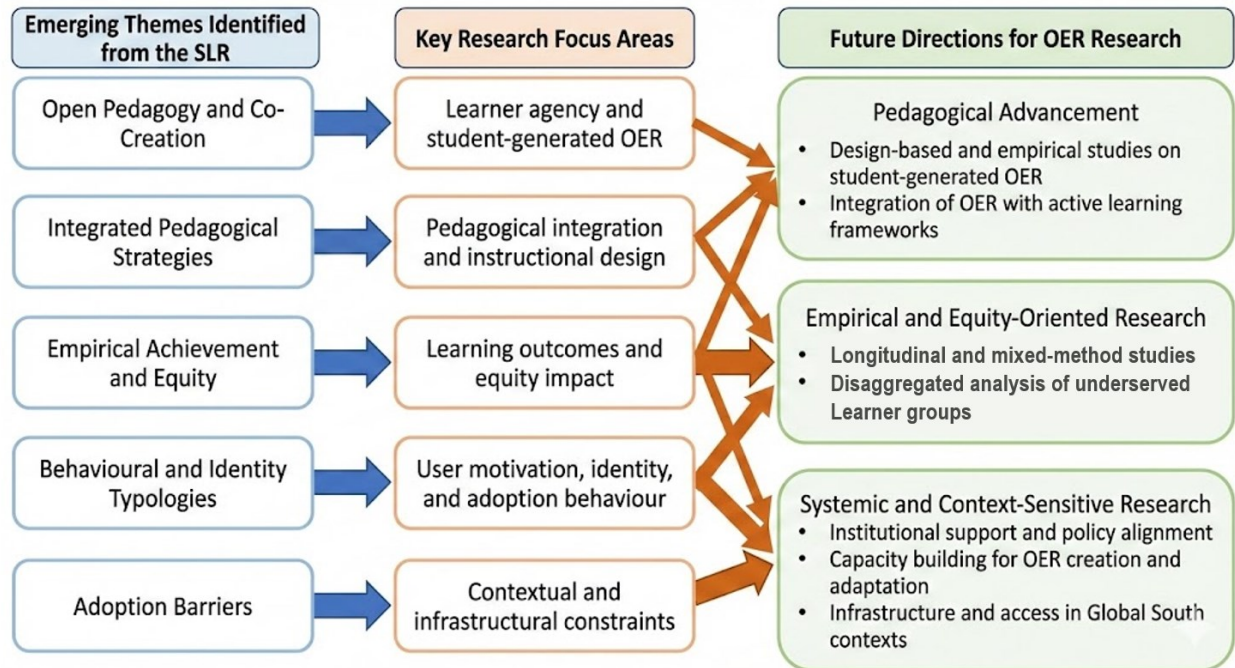 Emerging Themes Identified
from the SLR
Key Research Focus Areas
Future Directions for OER Research
Open Pedagogy and Co-
Creation
Learner agency and
student-generated OER
Integrated Pedagogical
Strategies
Pedagogical integration
and instructional design
Empirical Achievement
and Equity
Learning outcomes and
equity impact
Behavioural and Identity
Typologies
User motivation, identity,
and adoption behaviour
Adoption Barriers
Contextual and
infrastructural constraints
Pedagogical Advancement
• Design-based and empirical studies on
student-generated OER
• Integration of OER with active learning
frameworks
Empirical and Equity-Oriented Research
• Longitudinal and mixed-method studies
• Disaggregated analysis of underserved
Learner groups
Systemic and Context-Sensitive Research
• Institutional support and policy alignment
• Capacity building for OER creation and
adaptation
• Infrastructure and access in Global South
contexts